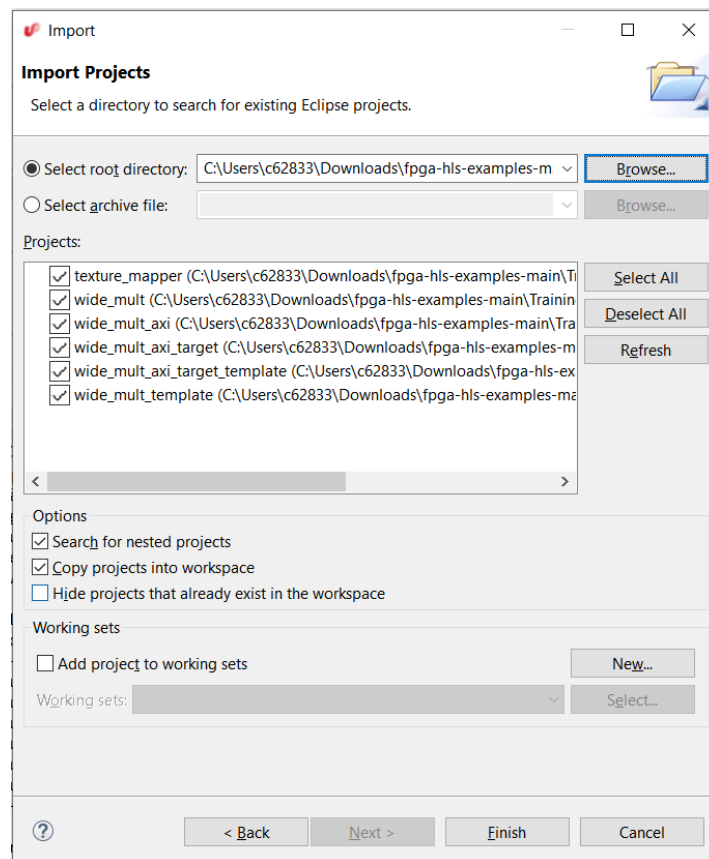 Import
Import Projects
Select a directory to search for existing Eclipse projects.
Select root directory: C:\Users\c62833\Downloads\fpga-hls-examples-m Browse...
Select archive file: Browse...
Projects:
texture_mapper (C:\Users\c62833\Downloads\fpga-hls-examples-main\Tr
wide_mult (C:\Users\c62833\Downloads\fpga-hls-examples-main\Trainin
wide_mult_axi (C:\Users\c62833\Downloads\fpga-hls-examples-main\Tra
wide_mult_axi_target (C:\Users\c62833\Downloads\fpga-hls-examples-m
wide_mult_axi_target_template (C:\Users\c62833\Downloads\fpga-hls-ex
wide_mult_template (C:\Users\c62833\Downloads\fpga-hls-examples-ma
Select All
Deselect All
Refresh
Options
Search for nested projects
Copy projects into workspace
Hide projects that already exist in the workspace
Working sets
Add project to working sets New...
Working sets: Select...
? < Back Next > Finish Cancel